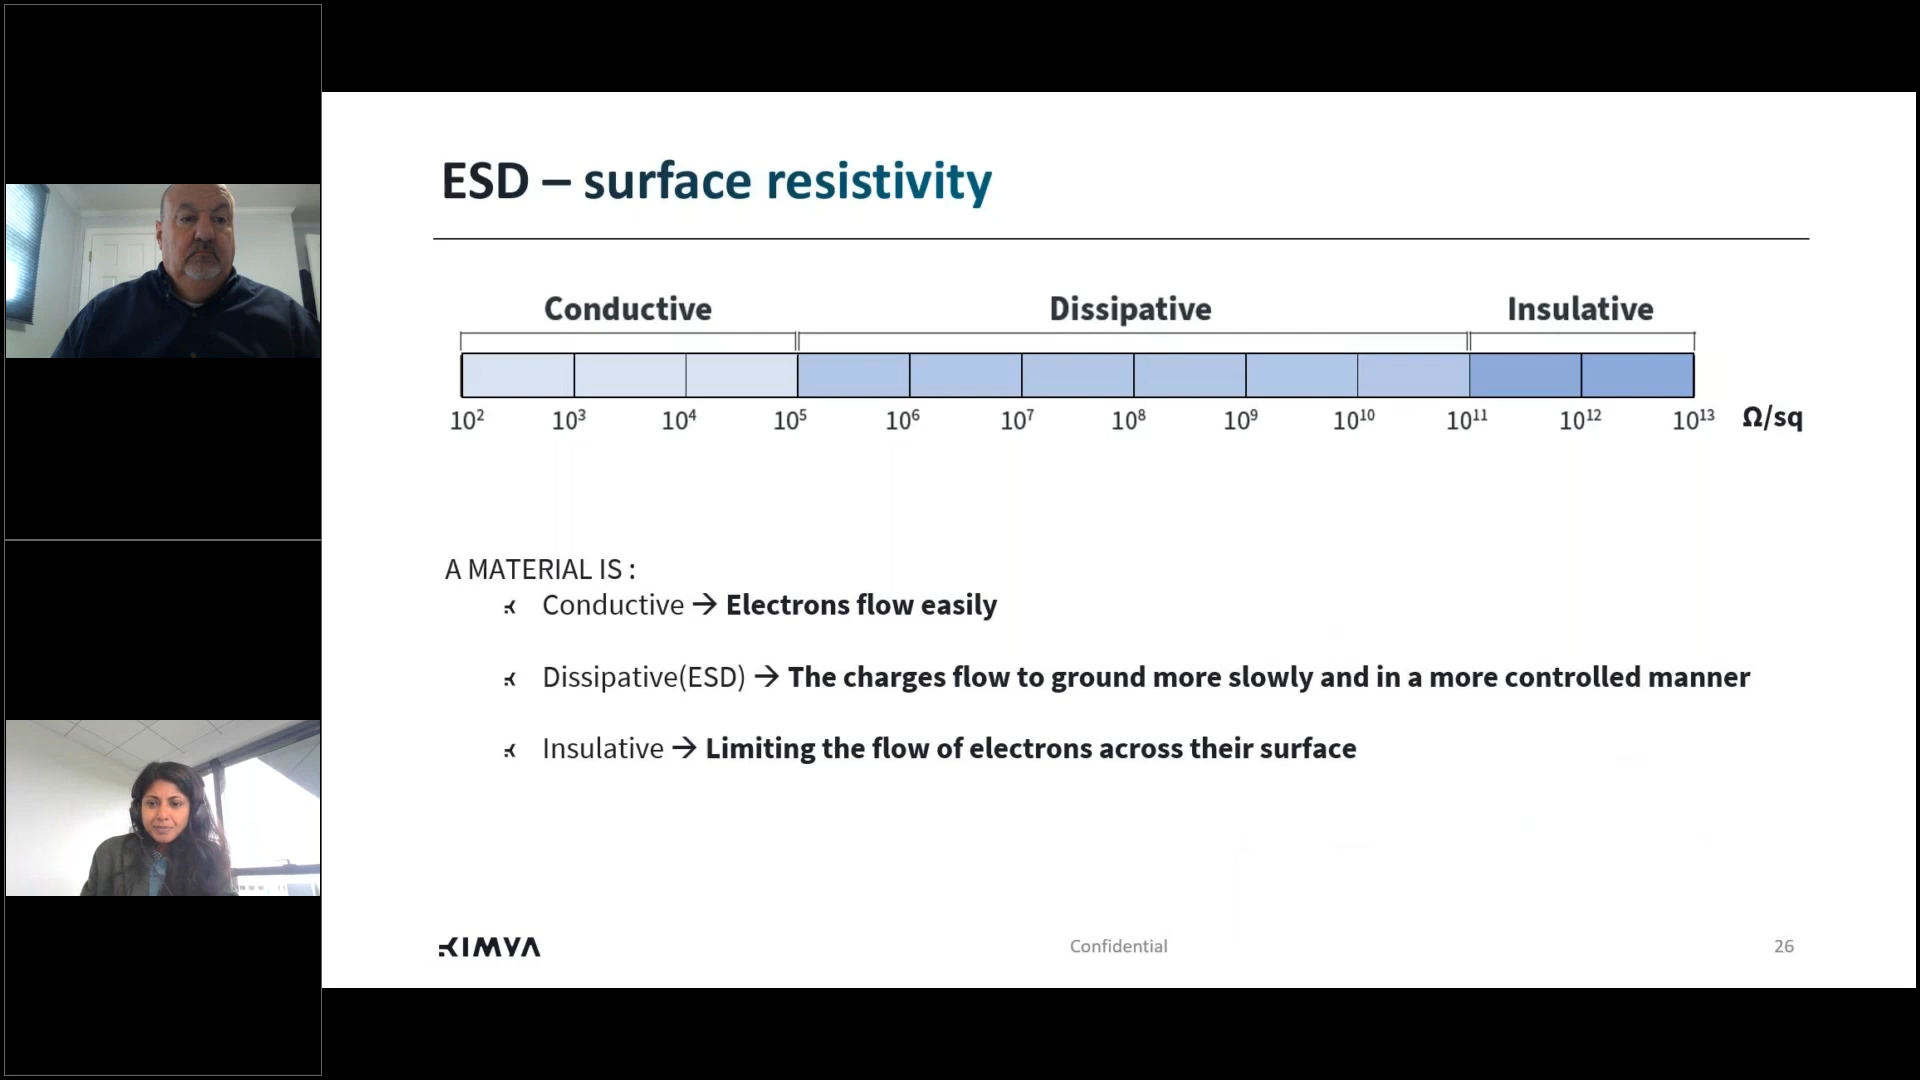 ESD – surface resistivity
Conductive Dissipative Insulative
10² 10³ 10⁴ 10⁵ 10⁶ 10⁷ 10⁸ 10⁹ 10¹⁰ 10¹¹ 10¹² 10¹³ Ω/sq
A MATERIAL IS :
Conductive → Electrons flow easily
Dissipative(ESD) → The charges flow to ground more slowly and in a more controlled manner
Insulative → Limiting the flow of electrons across their surface
KIMYA Confidential 26